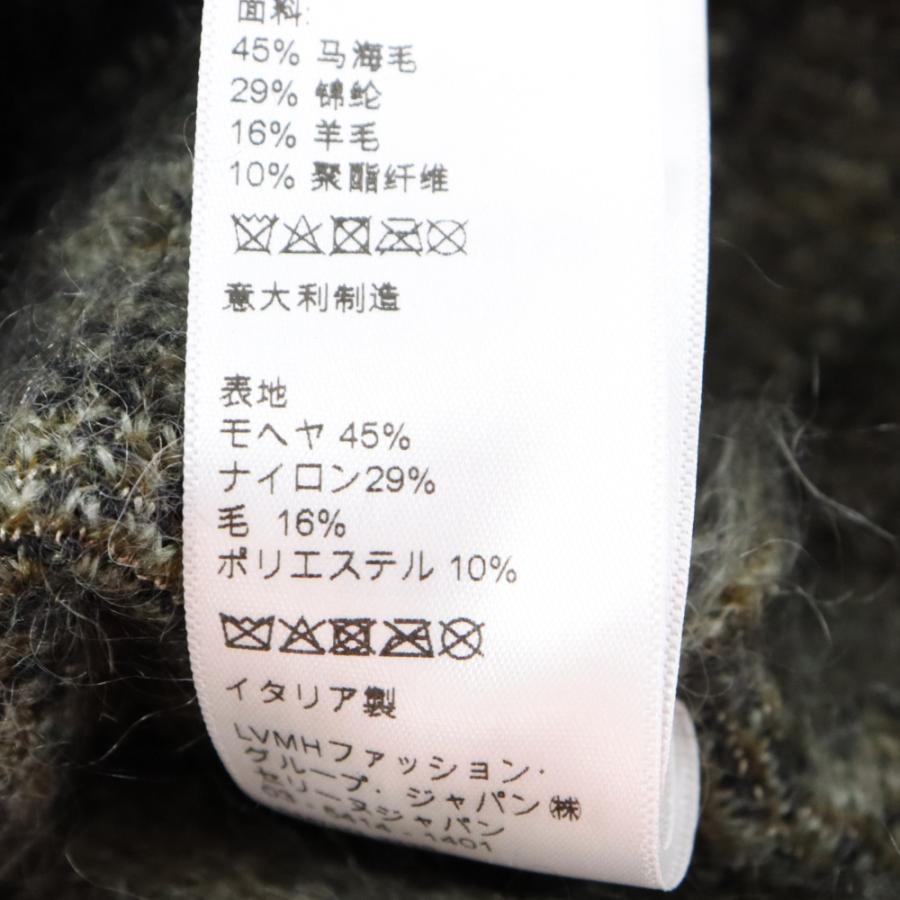 面料:
45% 马海毛
29% 锦纶
16% 羊毛
10% 聚酯纤维
意大利制造
表地
モヘヤ 45%
ナイロン29%
毛 16%
ポリエステル 10%
イタリア製
LVMHファッション・
グループ・ジャパン㈱
セリーヌジャパン
03-5414-1401